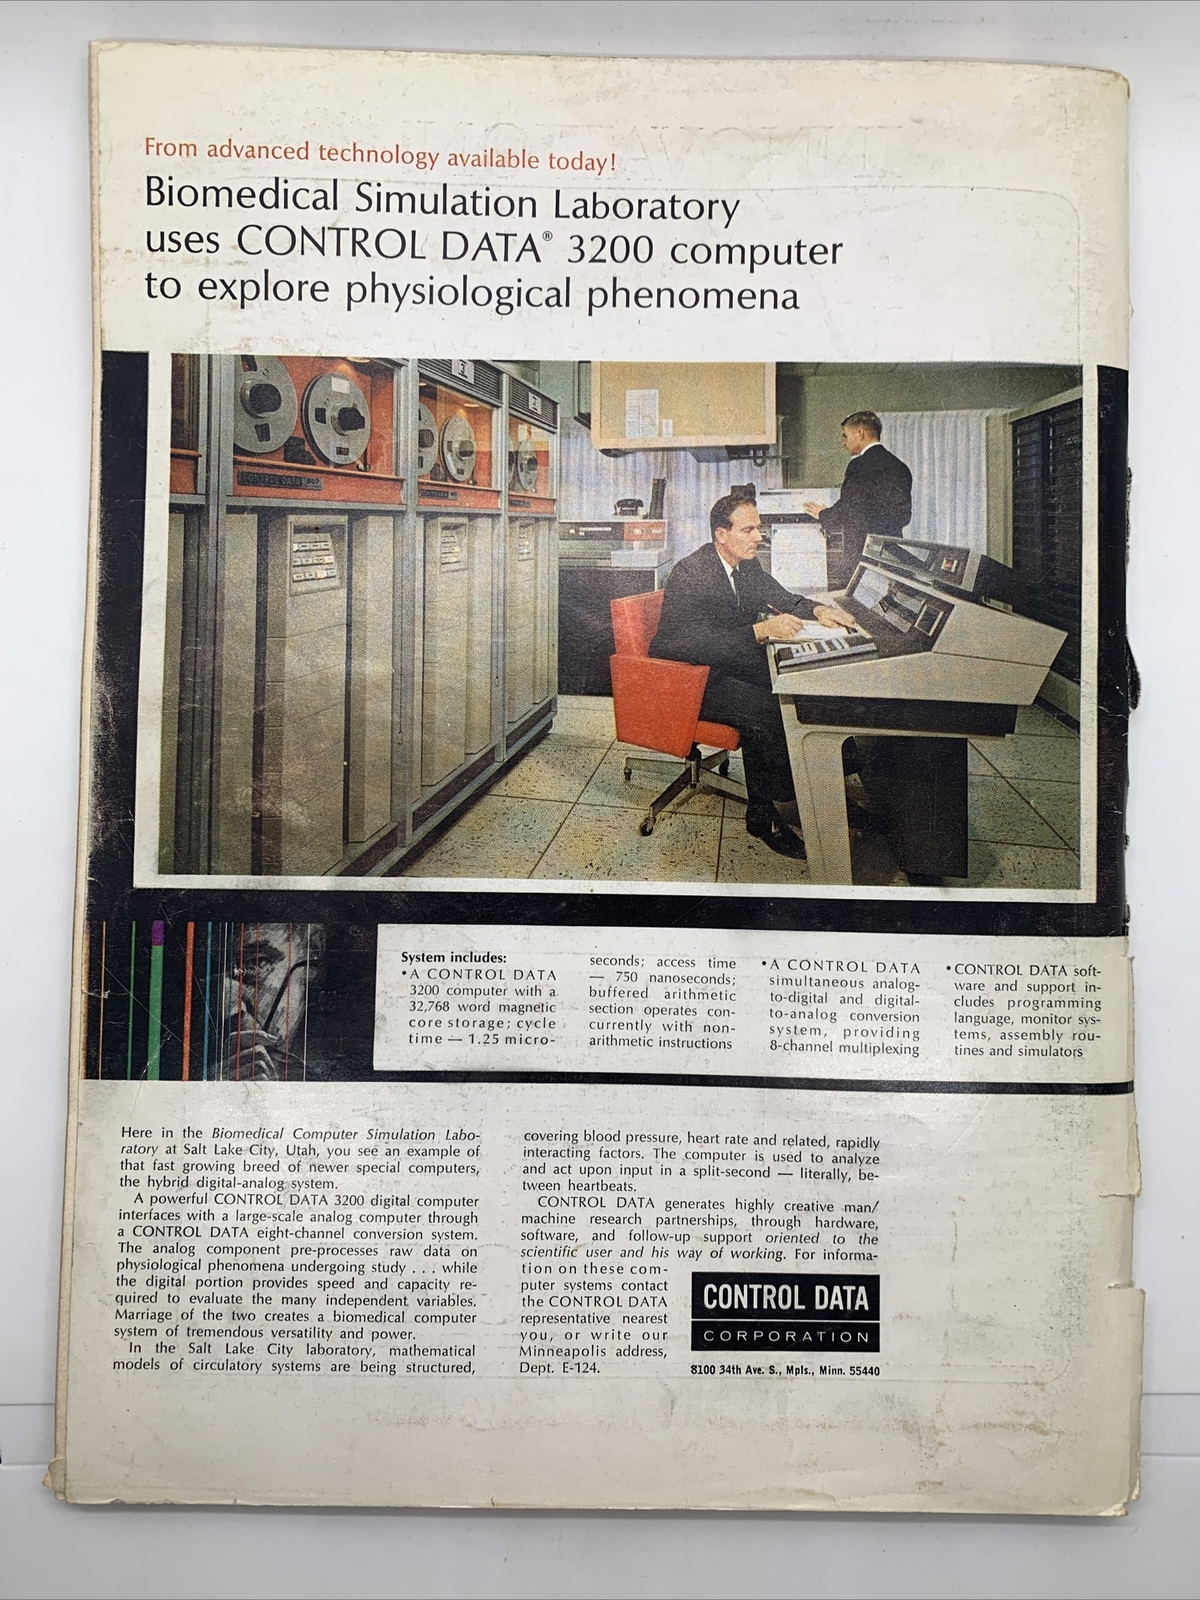 From advanced technology available today!
Biomedical Simulation Laboratory
uses CONTROL DATA® 3200 computer
to explore physiological phenomena
3
2
CONTROL DATA 607
System includes:
• A CONTROL DATA
3200 computer with a
32,768 word magnetic
core storage; cycle
time — 1.25 micro-
seconds; access time
— 750 nanoseconds;
buffered arithmetic
section operates con-
currently with non-
arithmetic instructions
• A CONTROL DATA
simultaneous analog-
to-digital and digital-
to-analog conversion
system, providing
8-channel multiplexing
• CONTROL DATA soft-
ware and support in-
cludes programming
language, monitor sys-
tems, assembly rou-
tines and simulators
Here in the Biomedical Computer Simulation Labo-
ratory at Salt Lake City, Utah, you see an example of
that fast growing breed of newer special computers,
the hybrid digital-analog system.
A powerful CONTROL DATA 3200 digital computer
interfaces with a large-scale analog computer through
a CONTROL DATA eight-channel conversion system.
The analog component pre-processes raw data on
physiological phenomena undergoing study . . . while
the digital portion provides speed and capacity re-
quired to evaluate the many independent variables.
Marriage of the two creates a biomedical computer
system of tremendous versatility and power.
In the Salt Lake City laboratory, mathematical
models of circulatory systems are being structured,
covering blood pressure, heart rate and related, rapidly
interacting factors. The computer is used to analyze
and act upon input in a split-second — literally, be-
tween heartbeats.
CONTROL DATA generates highly creative man/
machine research partnerships, through hardware,
software, and follow-up support oriented to the
scientific user and his way of working. For informa-
tion on these com-
puter systems contact
the CONTROL DATA
representative nearest
you, or write our
Minneapolis address,
Dept. E-124.
CONTROL DATA
CORPORATION
8100 34th Ave. S., Mpls., Minn. 55440